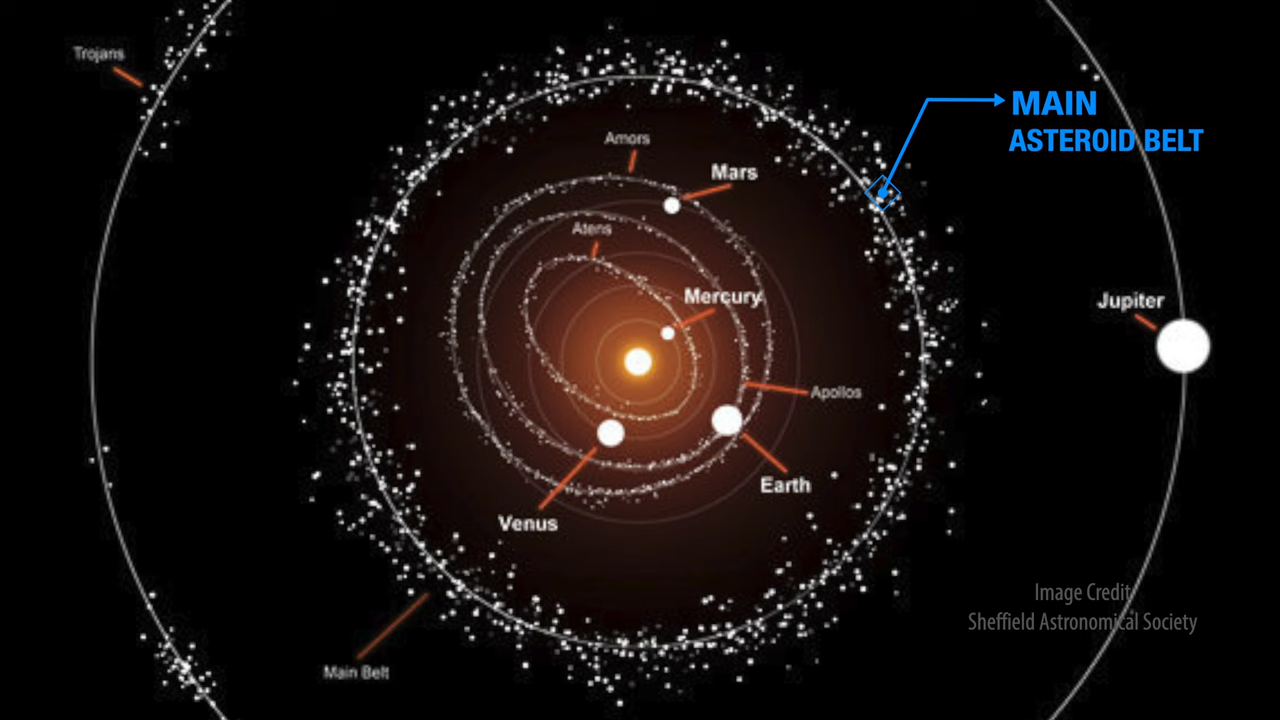 Trojans
MAIN
ASTEROID BELT
Amors
Mars
Atens
Mercury
Jupiter
Apollos
Earth
Venus
Image Credit:
Sheffield Astronomical Society
Main Belt